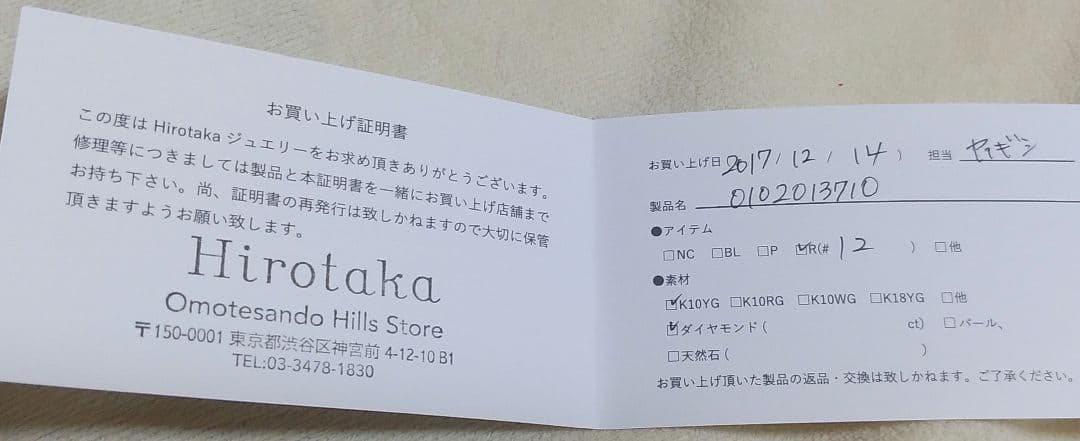 お買い上げ証明書
この度は Hirotaka ジュエリーをお求め頂きありがとうございます。
修理等につきましては製品と本証明書を一緒にお買い上げ店舗まで
お持ち下さい。尚、証明書の再発行は致しかねますので大切に保管
頂きますようお願い致します。
Hirotaka
Omotesando Hills Store
〒150-0001 東京都渋谷区神宮前 4-12-10 B1
TEL:03-3478-1830
お買い上げ日 2017/12/14 ) 担当 ヤギシ
製品名 0102013710
●アイテム
□NC □BL □P ☑R(# 12 ) □他
●素材
☑K10YG □K10RG □K10WG □K18YG □他
☑ダイヤモンド ( ct) □パール、
□天然石 ( )
お買い上げ頂いた製品の返品・交換は致しかねます。ご了承ください。